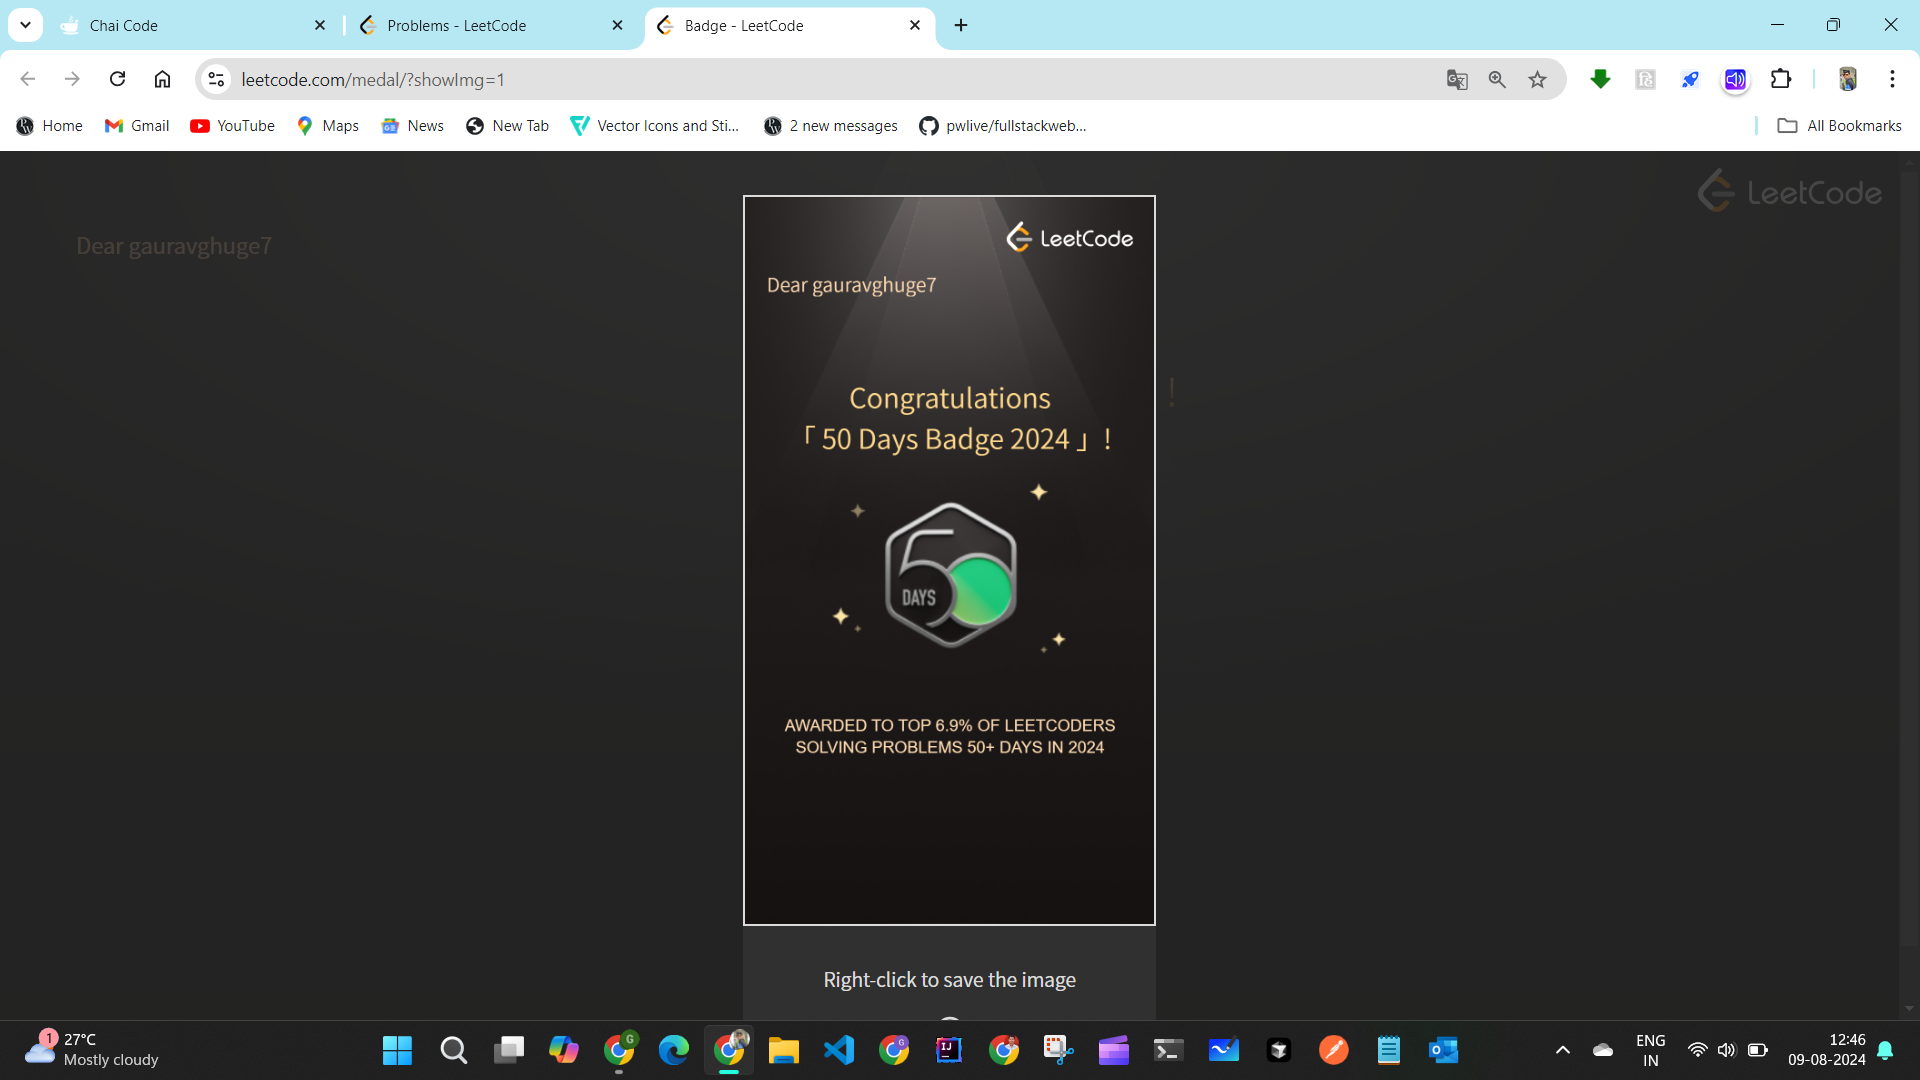 Chai Code
Problems - LeetCode
Badge - LeetCode
leetcode.com/medal/?showImg=1
Home
Gmail
YouTube
Maps
News
New Tab
Vector Icons and Sti...
2 new messages
pwlive/fullstackweb...
All Bookmarks
LeetCode
Dear gauravghuge7
!
LeetCode
Dear gauravghuge7
Congratulations
「 50 Days Badge 2024 」!
50
DAYS
AWARDED TO TOP 6.9% OF LEETCODERS
SOLVING PROBLEMS 50+ DAYS IN 2024
Right-click to save the image
1
27°C
Mostly cloudy
G
G
IJ
ENG
IN
12:46
09-08-2024